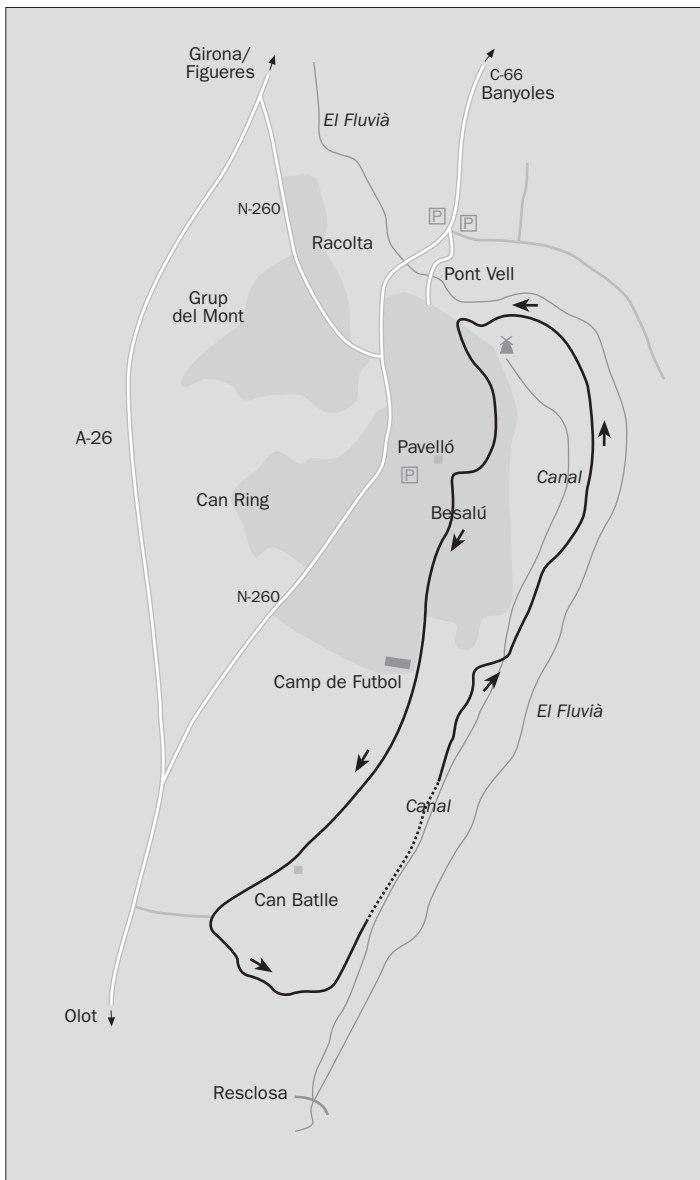 Girona/
Figueres
C-66
Banyoles
El Fluvià
N-260
P
P
Racolta
Pont Vell
Grup
del Mont
A-26
Pavelló
P
Canal
Can Ring
Besalú
N-260
Camp de Futbol
El Fluvià
Canal
Can Batlle
Olot
Resclosa